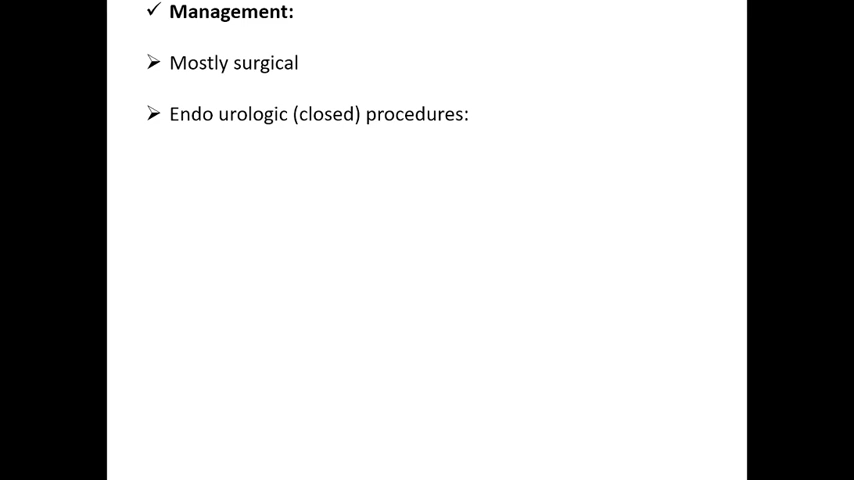 ✓ Management:
➢ Mostly surgical
➢ Endo urologic (closed) procedures: